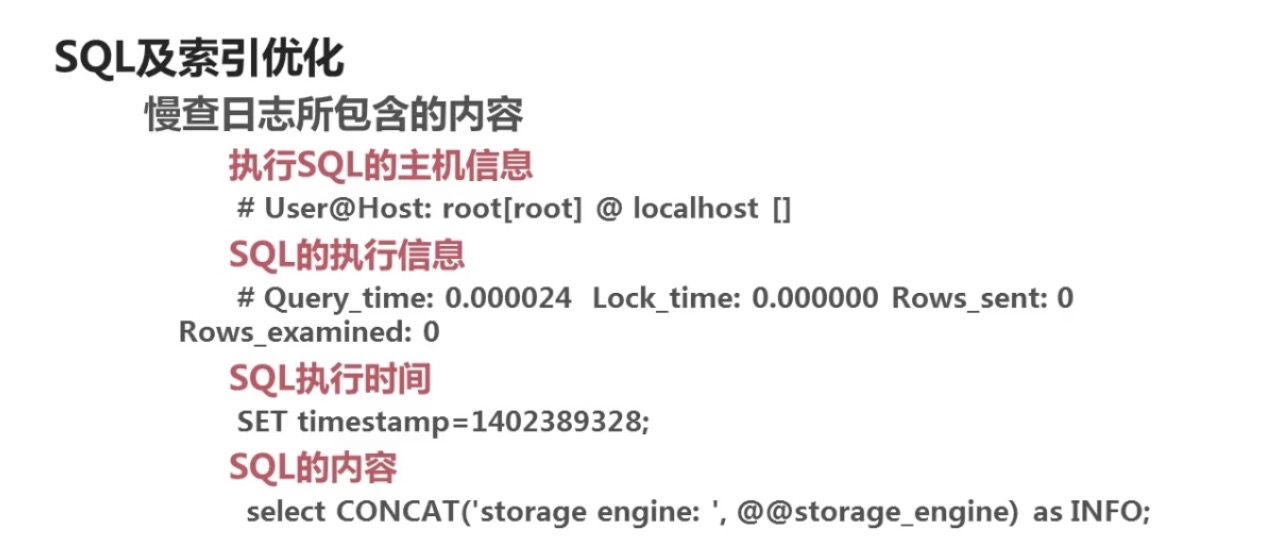 SQL及索引优化
慢查日志所包含的内容
执行SQL的主机信息
# User@Host: root[root] @ localhost []
SQL的执行信息
# Query_time: 0.000024  Lock_time: 0.000000 Rows_sent: 0
Rows_examined: 0
SQL执行时间
SET timestamp=1402389328;
SQL的内容
select CONCAT('storage engine: ', @@storage_engine) as INFO;